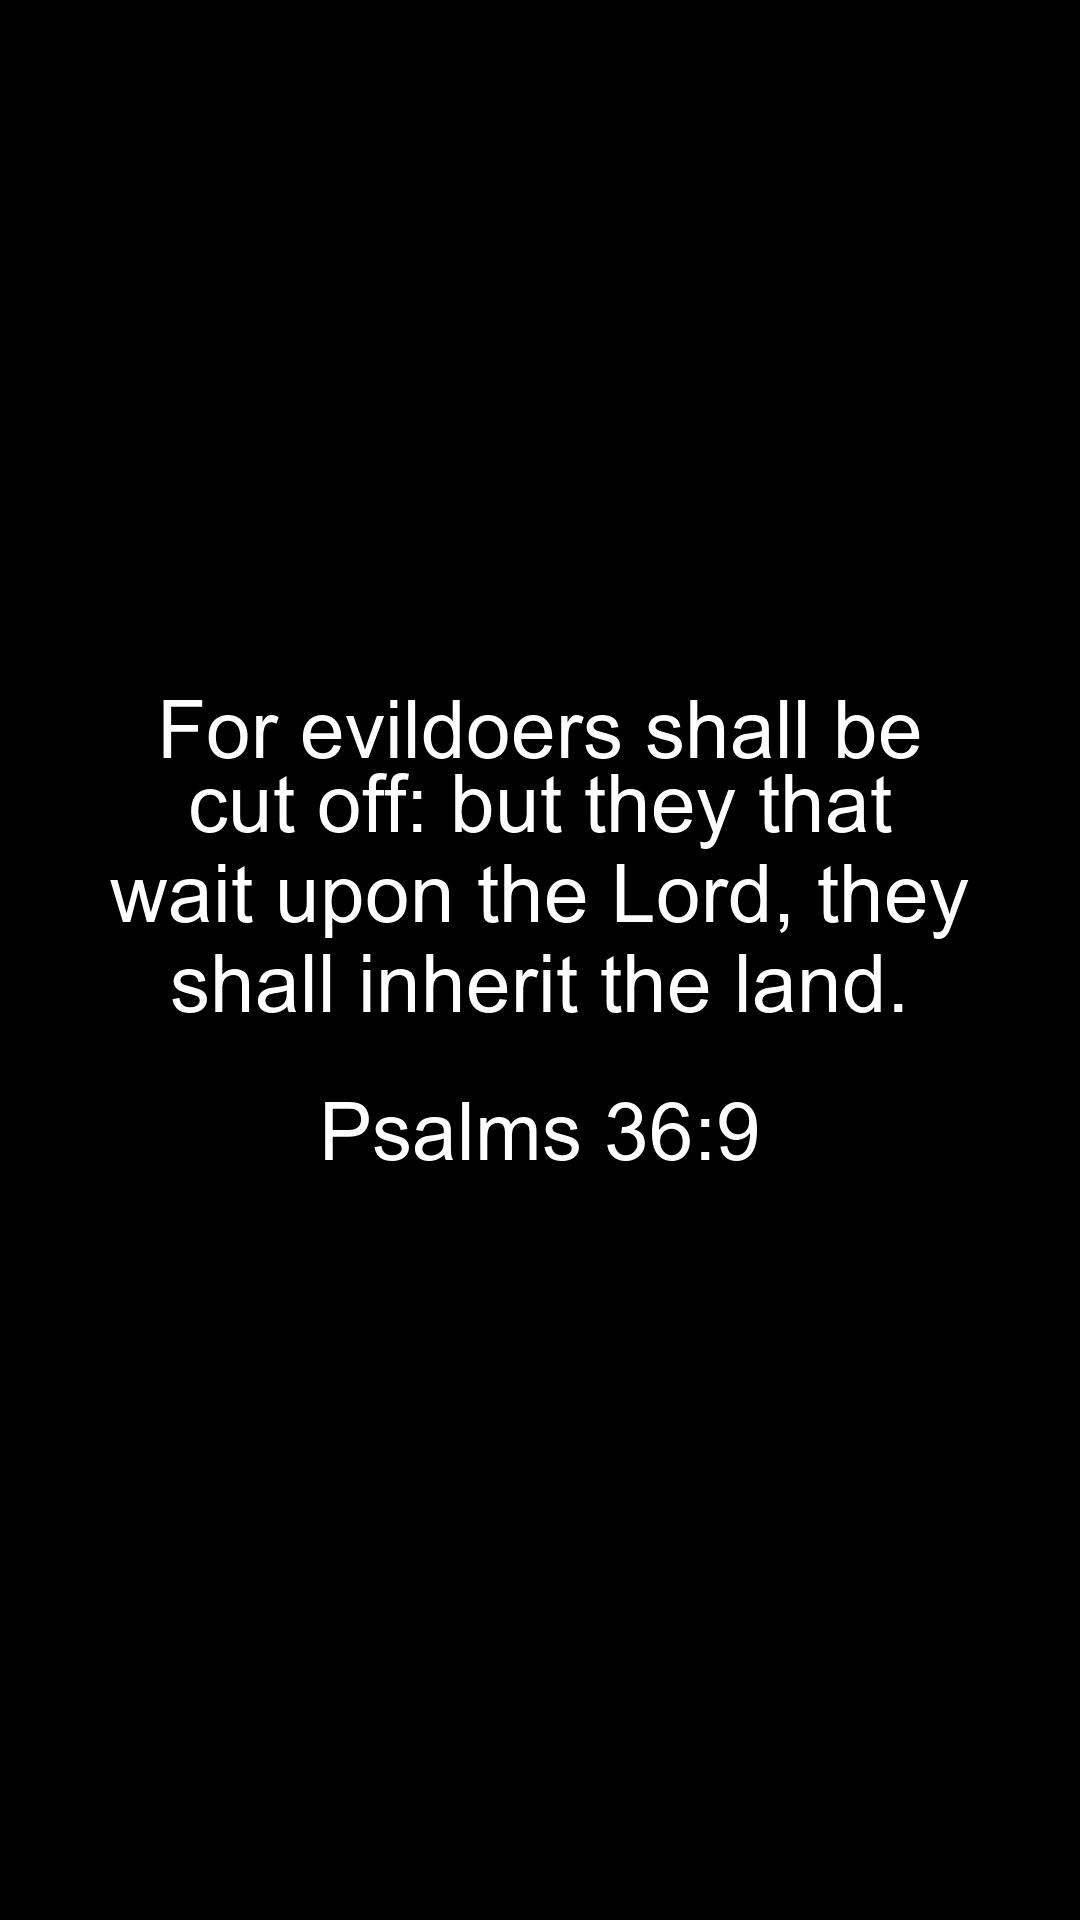 For evildoers shall be
cut off: but they that
wait upon the Lord, they
shall inherit the land.
Psalms 36:9